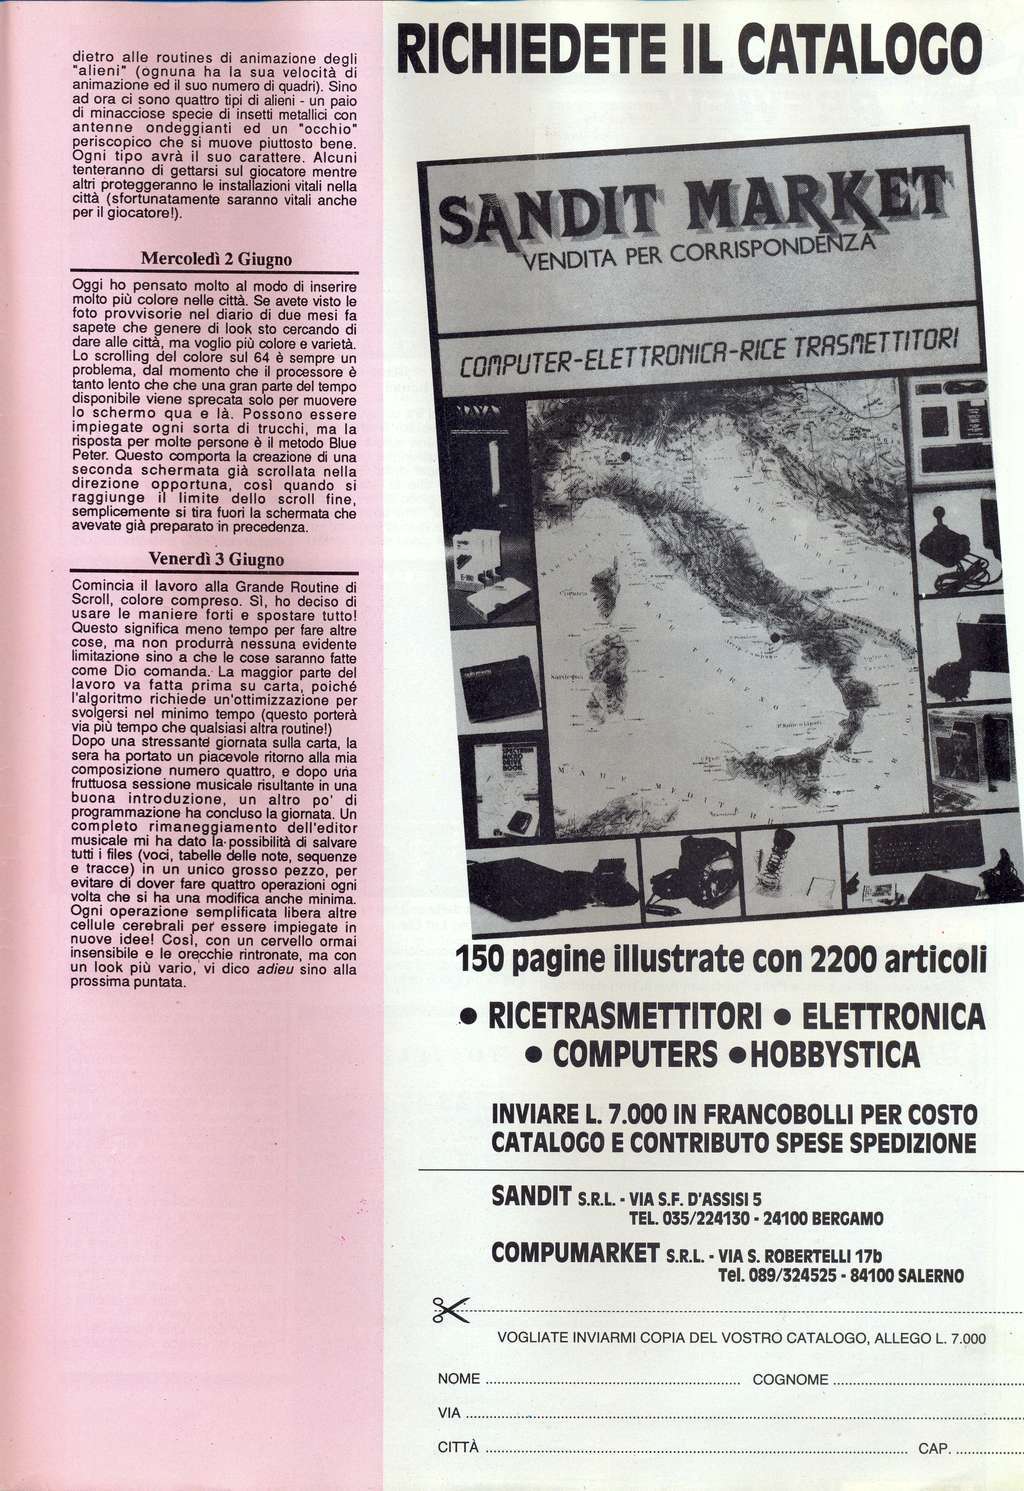 dietro alle routines di animazione degli
"alieni" (ognuna ha la sua velocità di
animazione ed il suo numero di quadri). Sino
ad ora ci sono quattro tipi di alieni - un paio
di minacciose specie di insetti metallici con
antenne ondeggianti ed un "occhio"
periscopico che si muove piuttosto bene.
Ogni tipo avrà il suo carattere. Alcuni
tenteranno di gettarsi sul giocatore mentre
altri proteggeranno le installazioni vitali nella
città (sfortunatamente saranno vitali anche
per il giocatore!).
Mercoledì 2 Giugno
Oggi ho pensato molto al modo di inserire
molto più colore nelle città. Se avete visto le
foto provvisorie nel diario di due mesi fa
sapete che genere di look sto cercando di
dare alle città, ma voglio più colore e varietà.
Lo scrolling del colore sul 64 è sempre un
problema, dal momento che il processore è
tanto lento che che una gran parte del tempo
disponibile viene sprecata solo per muovere
lo schermo qua e là. Possono essere
impiegate ogni sorta di trucchi, ma la
risposta per molte persone è il metodo Blue
Peter. Questo comporta la creazione di una
seconda schermata già scrollata nella
direzione opportuna, così quando si
raggiunge il limite dello scroll fine,
semplicemente si tira fuori la schermata che
avevate già preparato in precedenza.
Venerdì 3 Giugno
Comincia il lavoro alla Grande Routine di
Scroll, colore compreso. Sì, ho deciso di
usare le maniere forti e spostare tutto!
Questo significa meno tempo per fare altre
cose, ma non produrrà nessuna evidente
limitazione sino a che le cose saranno fatte
come Dio comanda. La maggior parte del
lavoro va fatta prima su carta, poiché
l'algoritmo richiede un'ottimizzazione per
svolgersi nel minimo tempo (questo porterà
via più tempo che qualsiasi altra routine!)
Dopo una stressante giornata sulla carta, la
sera ha portato un piacevole ritorno alla mia
composizione numero quattro, e dopo una
fruttuosa sessione musicale risultante in una
buona introduzione, un altro po' di
programmazione ha concluso la giornata. Un
completo rimaneggiamento dell'editor
musicale mi ha dato la possibilità di salvare
tutti i files (voci, tabelle delle note, sequenze
e tracce) in un unico grosso pezzo, per
evitare di dover fare quattro operazioni ogni
volta che si ha una modifica anche minima.
Ogni operazione semplificata libera altre
cellule cerebrali per essere impiegate in
nuove idee! Così, con un cervello ormai
insensibile e le orecchie rintronate, ma con
un look più vario, vi dico adieu sino alla
prossima puntata.
RICHIEDETE IL CATALOGO
SANDIT MARKET
VENDITA PER CORRISPONDENZA
COMPUTER-ELETTRONICA-RICE TRASMETTITORI
SPECTRUM
MICRO
DRIVE
BOOK
150 pagine illustrate con 2200 articoli
• RICETRASMETTITORI • ELETTRONICA
• COMPUTERS • HOBBYSTICA
INVIARE L. 7.000 IN FRANCOBOLLI PER COSTO
CATALOGO E CONTRIBUTO SPESE SPEDIZIONE
SANDIT S.R.L. - VIA S.F. D'ASSISI 5
TEL. 035/224130 - 24100 BERGAMO
COMPUMARKET S.R.L. - VIA S. ROBERTELLI 17b
Tel. 089/324525 - 84100 SALERNO
VOGLIATE INVIARMI COPIA DEL VOSTRO CATALOGO, ALLEGO L. 7.000
NOME ........ COGNOME ........
VIA ........
CITTÀ ........ CAP. ........